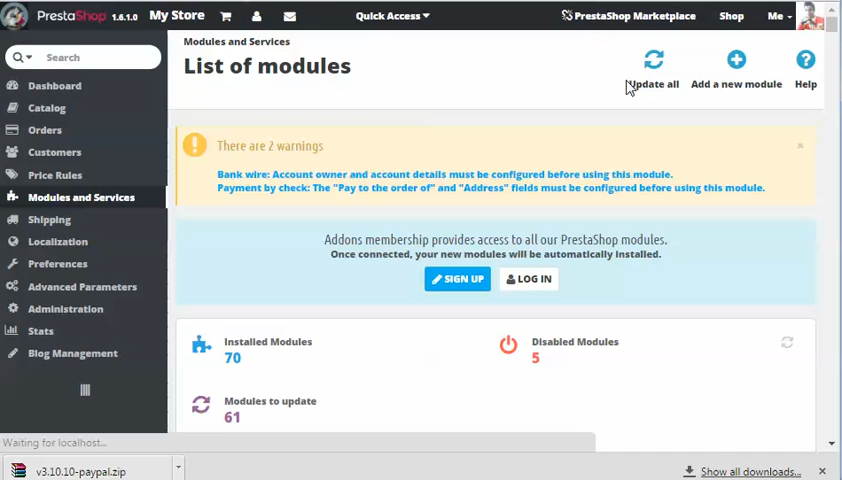 PrestaShop 1.6.1.0 My Store Quick Access PrestaShop Marketplace Shop Me
Search
Dashboard
Catalog
Orders
Customers
Price Rules
Modules and Services
Shipping
Localization
Preferences
Advanced Parameters
Administration
Stats
Blog Management
Modules and Services
List of modules
Update all Add a new module Help
There are 2 warnings
Bank wire: Account owner and account details must be configured before using this module.
Payment by check: The "Pay to the order of" and "Address" fields must be configured before using this module.
Addons membership provides access to all our PrestaShop modules.
Once connected, your new modules will be automatically installed.
SIGN UP LOG IN
Installed Modules
70
Disabled Modules
5
Modules to update
61
Waiting for localhost...
v3.10.10-paypal.zip
Show all downloads...